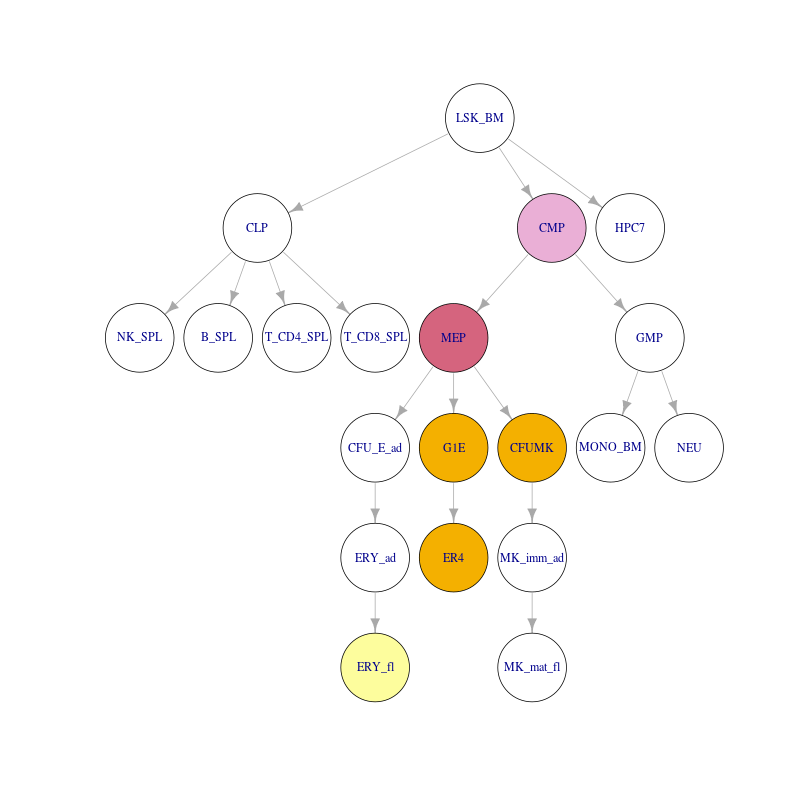 LSK_BM
CLP
CMP
HPC7
NK_SPL
B_SPL
T_CD4_SPL
T_CD8_SPL
MEP
GMP
CFU_E_ad
G1E
CFUMK
MONO_BM
NEU
ERY_ad
ER4
MK_imm_ad
ERY_fl
MK_mat_fl